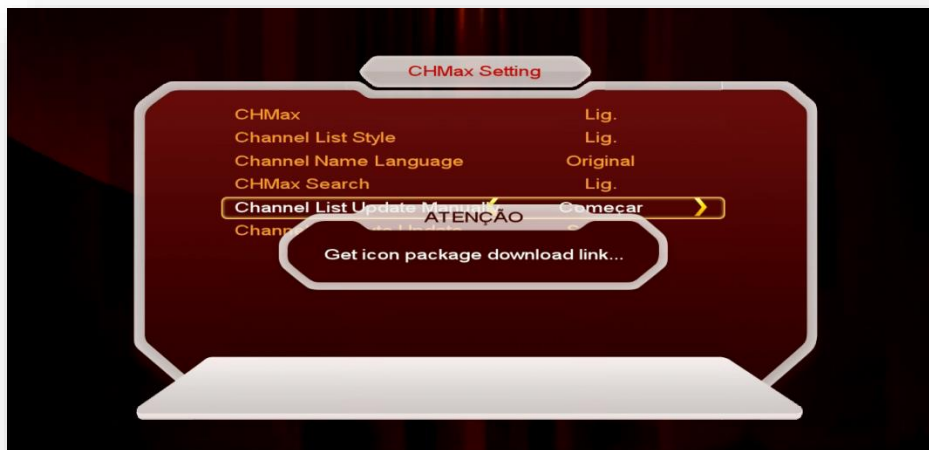 CHMax Setting
CHMax Lig.
Channel List Style Lig.
Channel Name Language Original
CHMax Search Lig.
Channel List Update Manual Começar
ATENÇÃO
Get icon package download link...